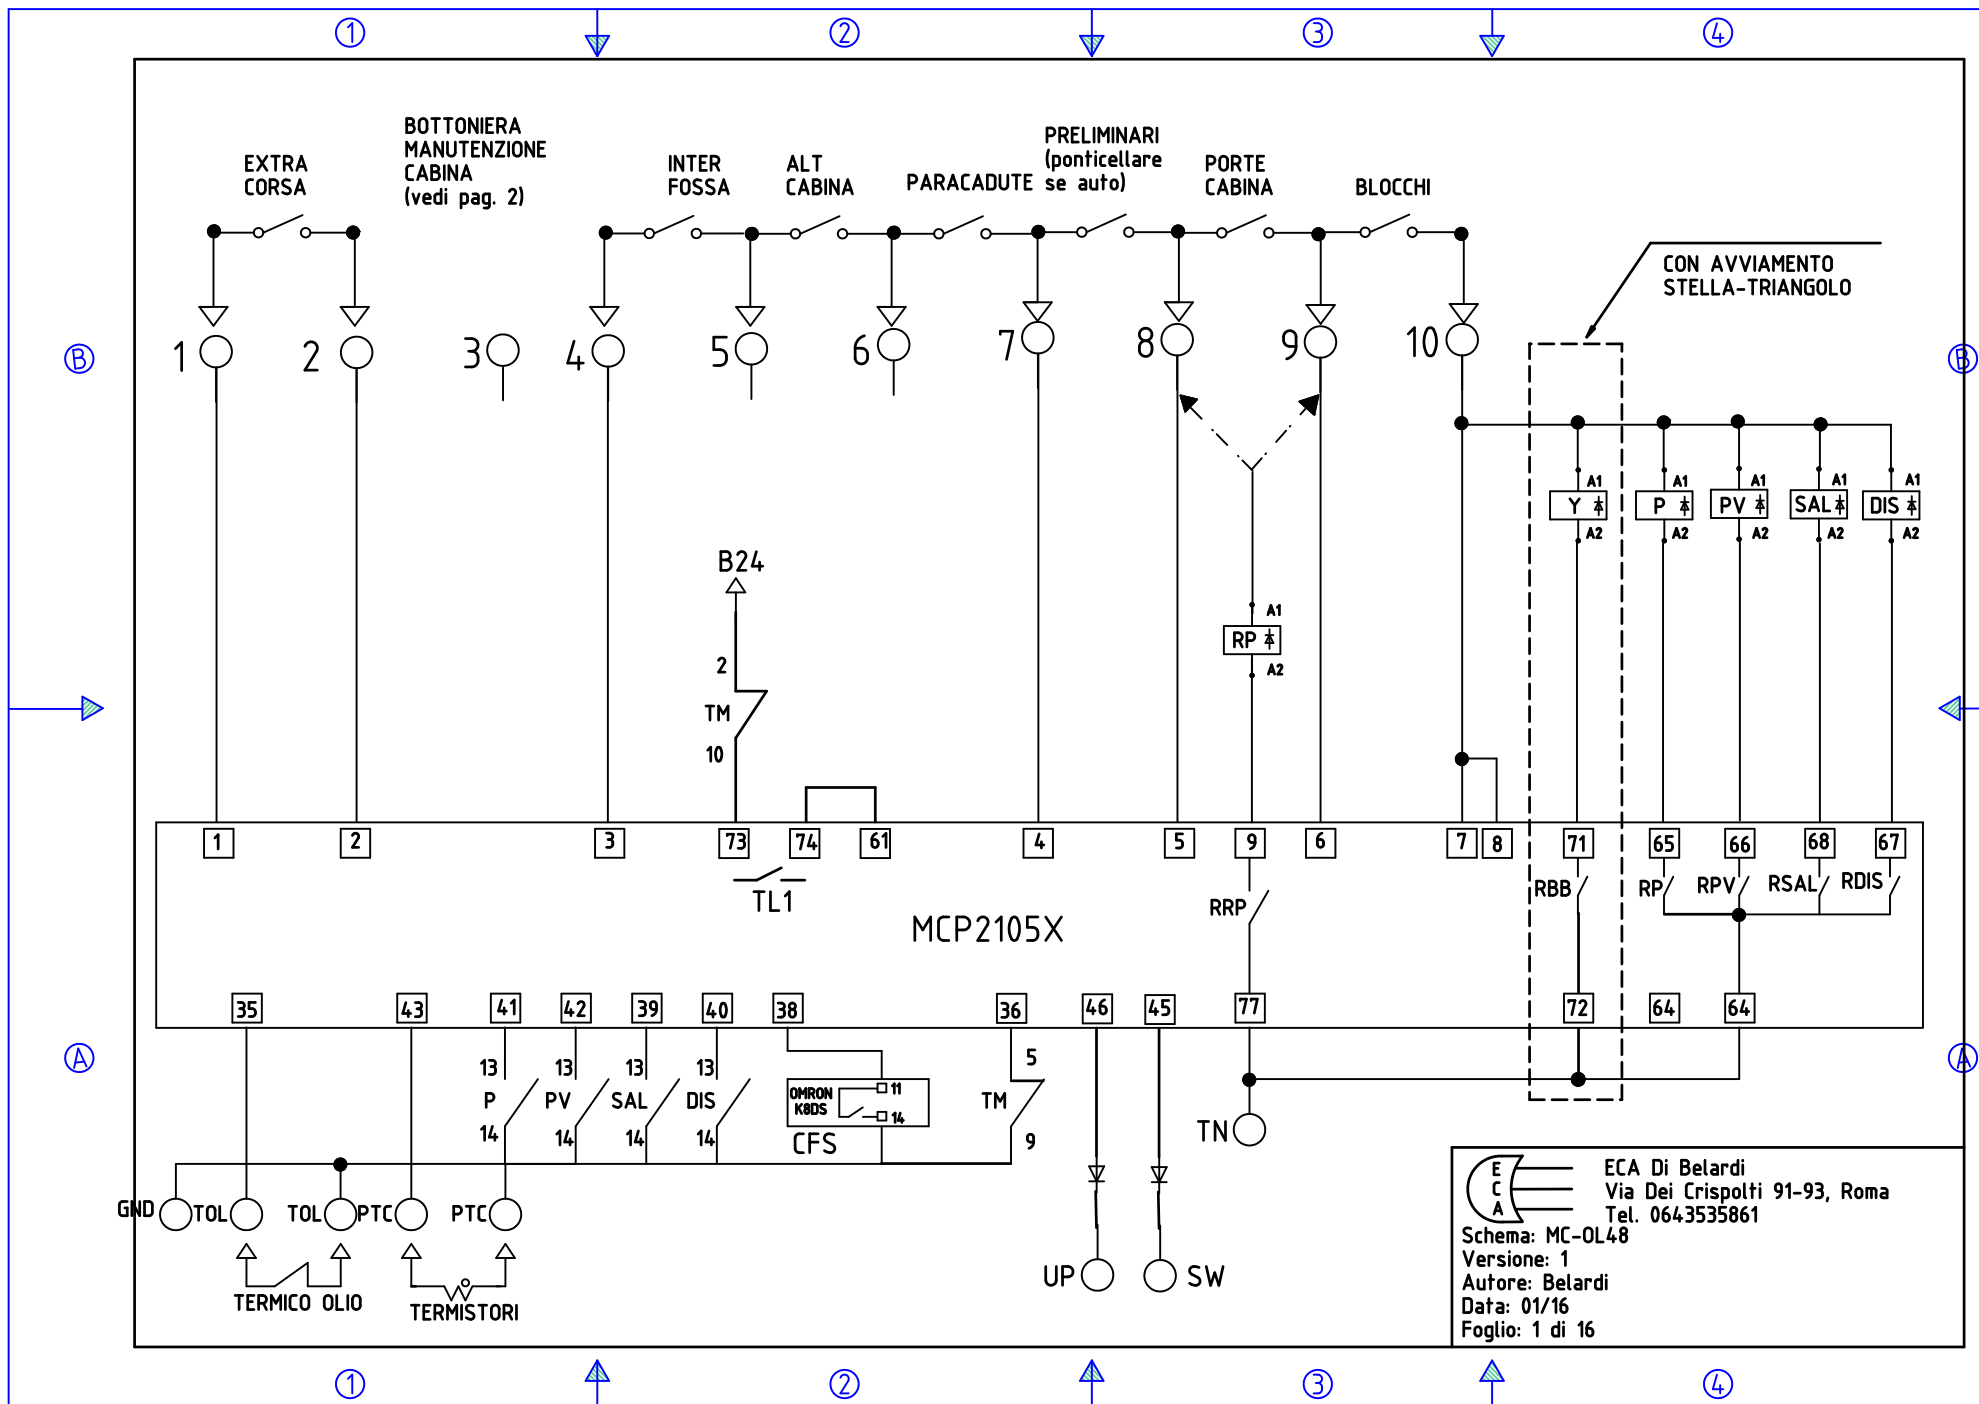 1 2 3 4
EXTRA
CORSA
BOTTONIERA
MANUTENZIONE
CABINA
(vedi pag. 2)
INTER
FOSSA
ALT
CABINA
PARACADUTE
PRELIMINARI
(ponticellare
se auto)
PORTE
CABINA
BLOCCHI
CON AVVIAMENTO
STELLA-TRIANGOLO
B 1 2 3 4 5 6 7 8 9 10 B
A1 A1 A1 A1 A1
Y P PV SAL DIS
A2 A2 A2 A2 A2
B24
A1
RP
A2
2
TM
10
1 2 3 73 74 61 4 5 9 6 7 8 71 65 66 68 67
TL1
RRP
RBB RP RPV RSAL RDIS
MCP2105X
35 43 41 42 39 40 38 36 46 45 77 72 64 64
A A
13 13 13 13
P PV SAL DIS
14 14 14 14
OMRON
K8DS
11
14
CFS
5
TM
9
TN
GND TOL TOL PTC PTC
TERMICO OLIO
TERMISTORI
UP SW
E
C
A
ECA Di Belardi
Via Dei Crispolti 91-93, Roma
Tel. 0643535861
Schema: MC-OL48
Versione: 1
Autore: Belardi
Data: 01/16
Foglio: 1 di 16
1 2 3 4